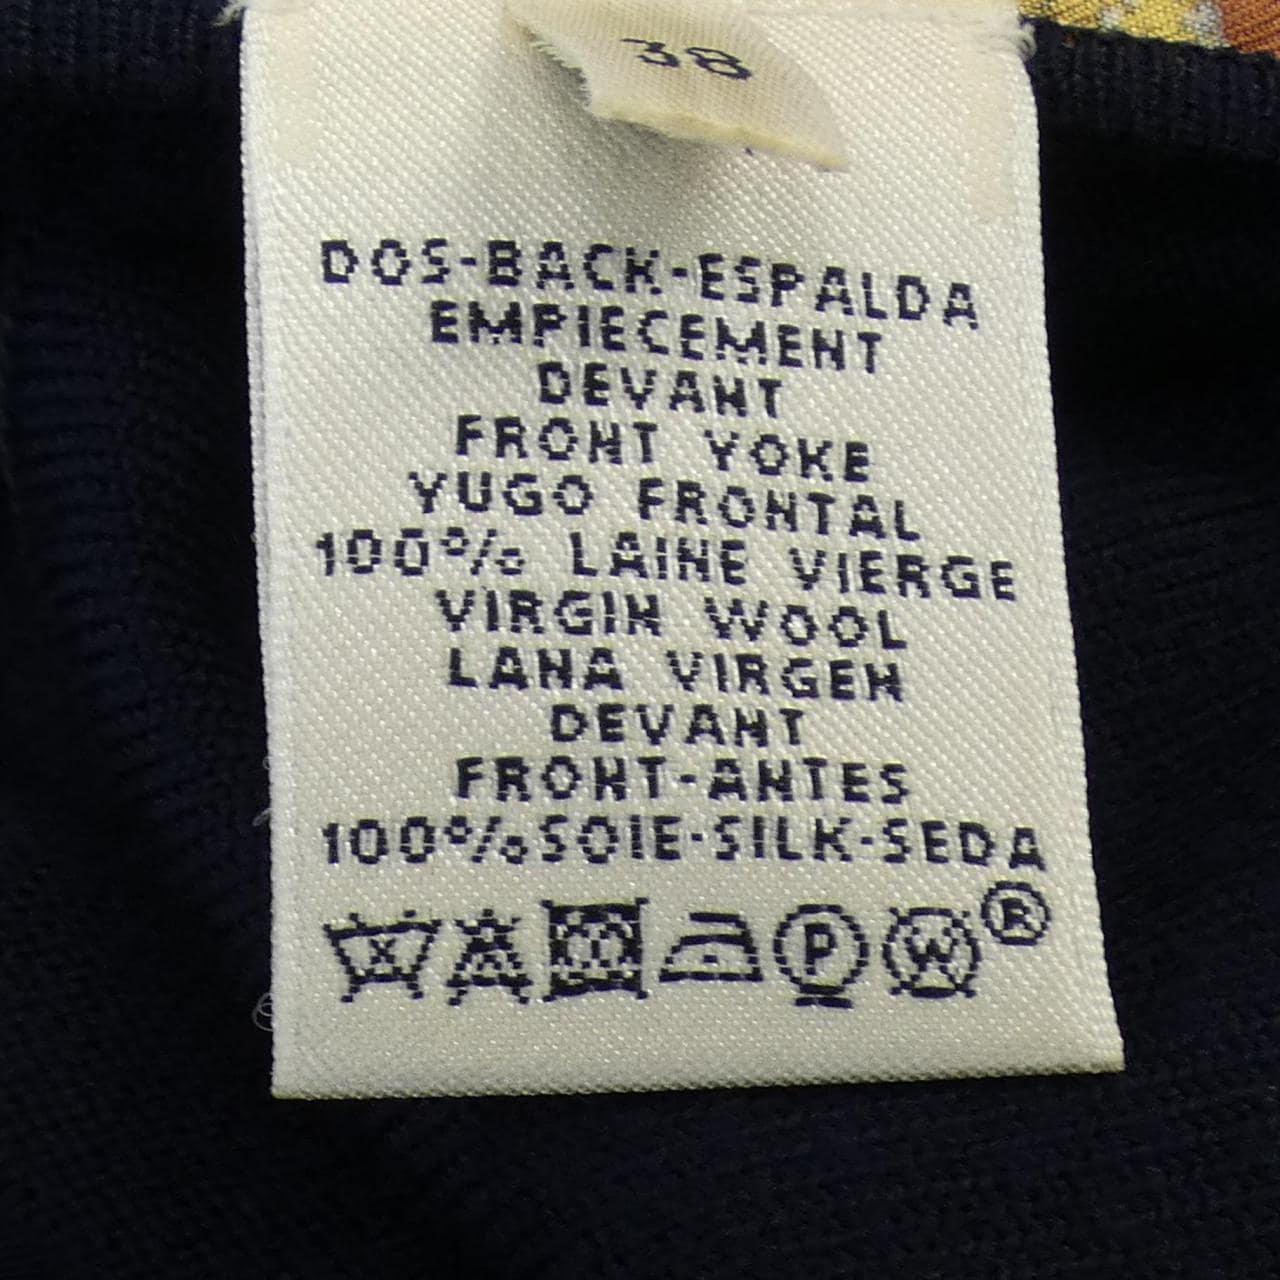 38
DOS-BACK-ESPALDA
EMPIECEMENT
DEVANT
FRONT YOKE
YUGO FRONTAL
100% LAINE VIERGE
VIRGIN WOOL
LANA VIRGEN
DEVANT
FRONT-ANTES
100%SOIE-SILK-SEDA
P W ®